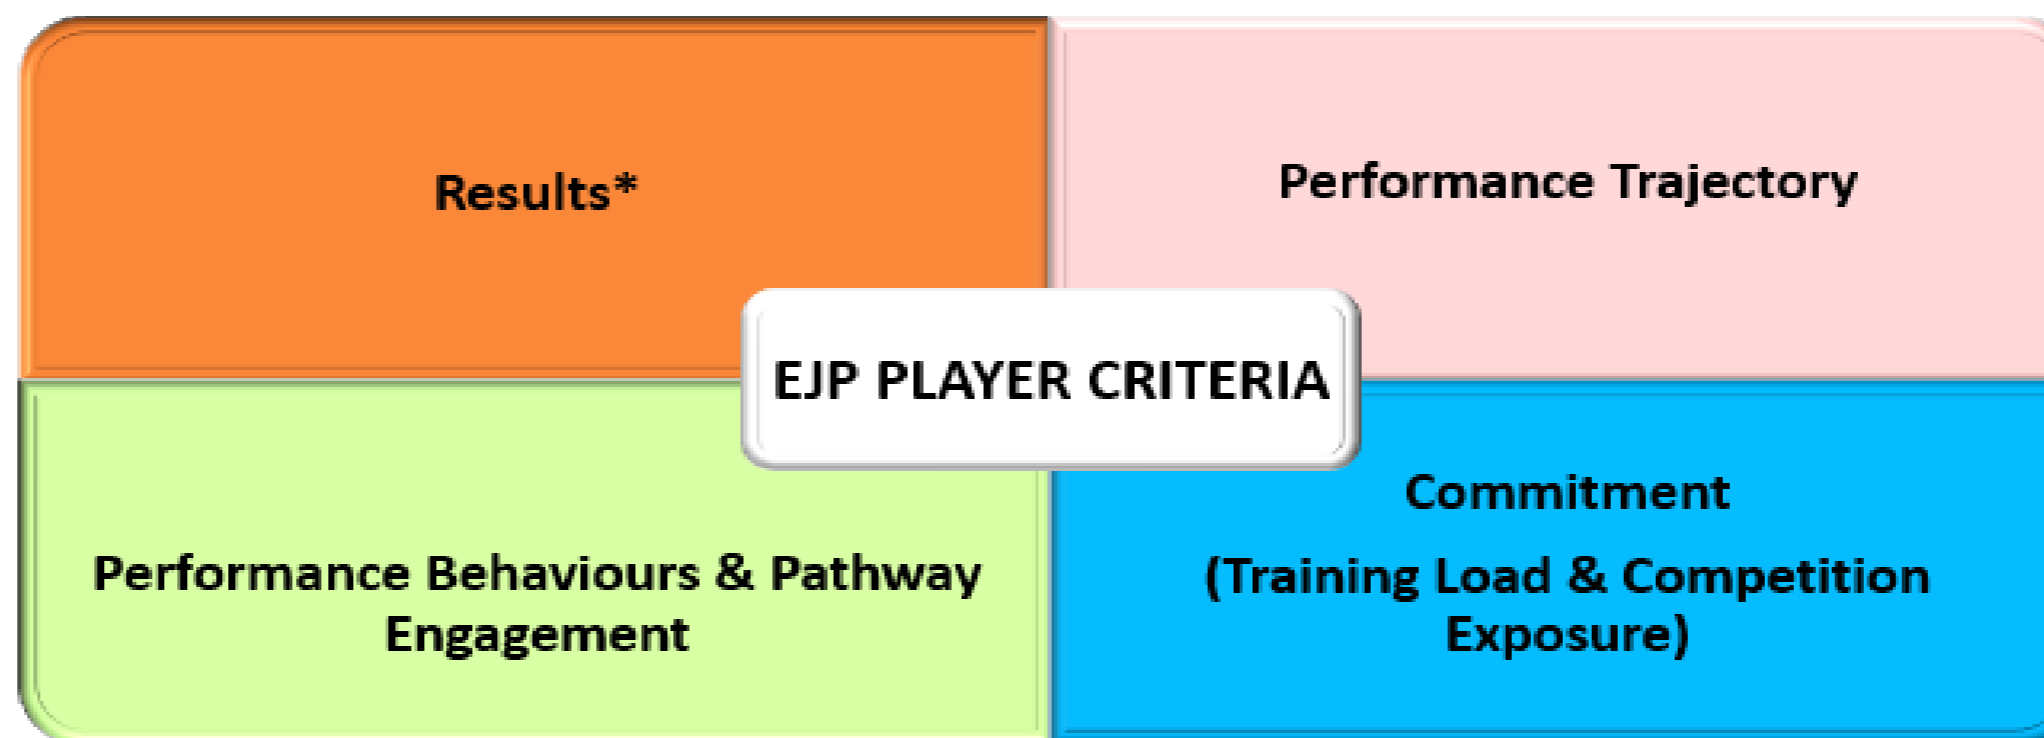 Results*
Performance Trajectory
EJP PLAYER CRITERIA
Performance Behaviours & Pathway
Engagement
Commitment
(Training Load & Competition
Exposure)